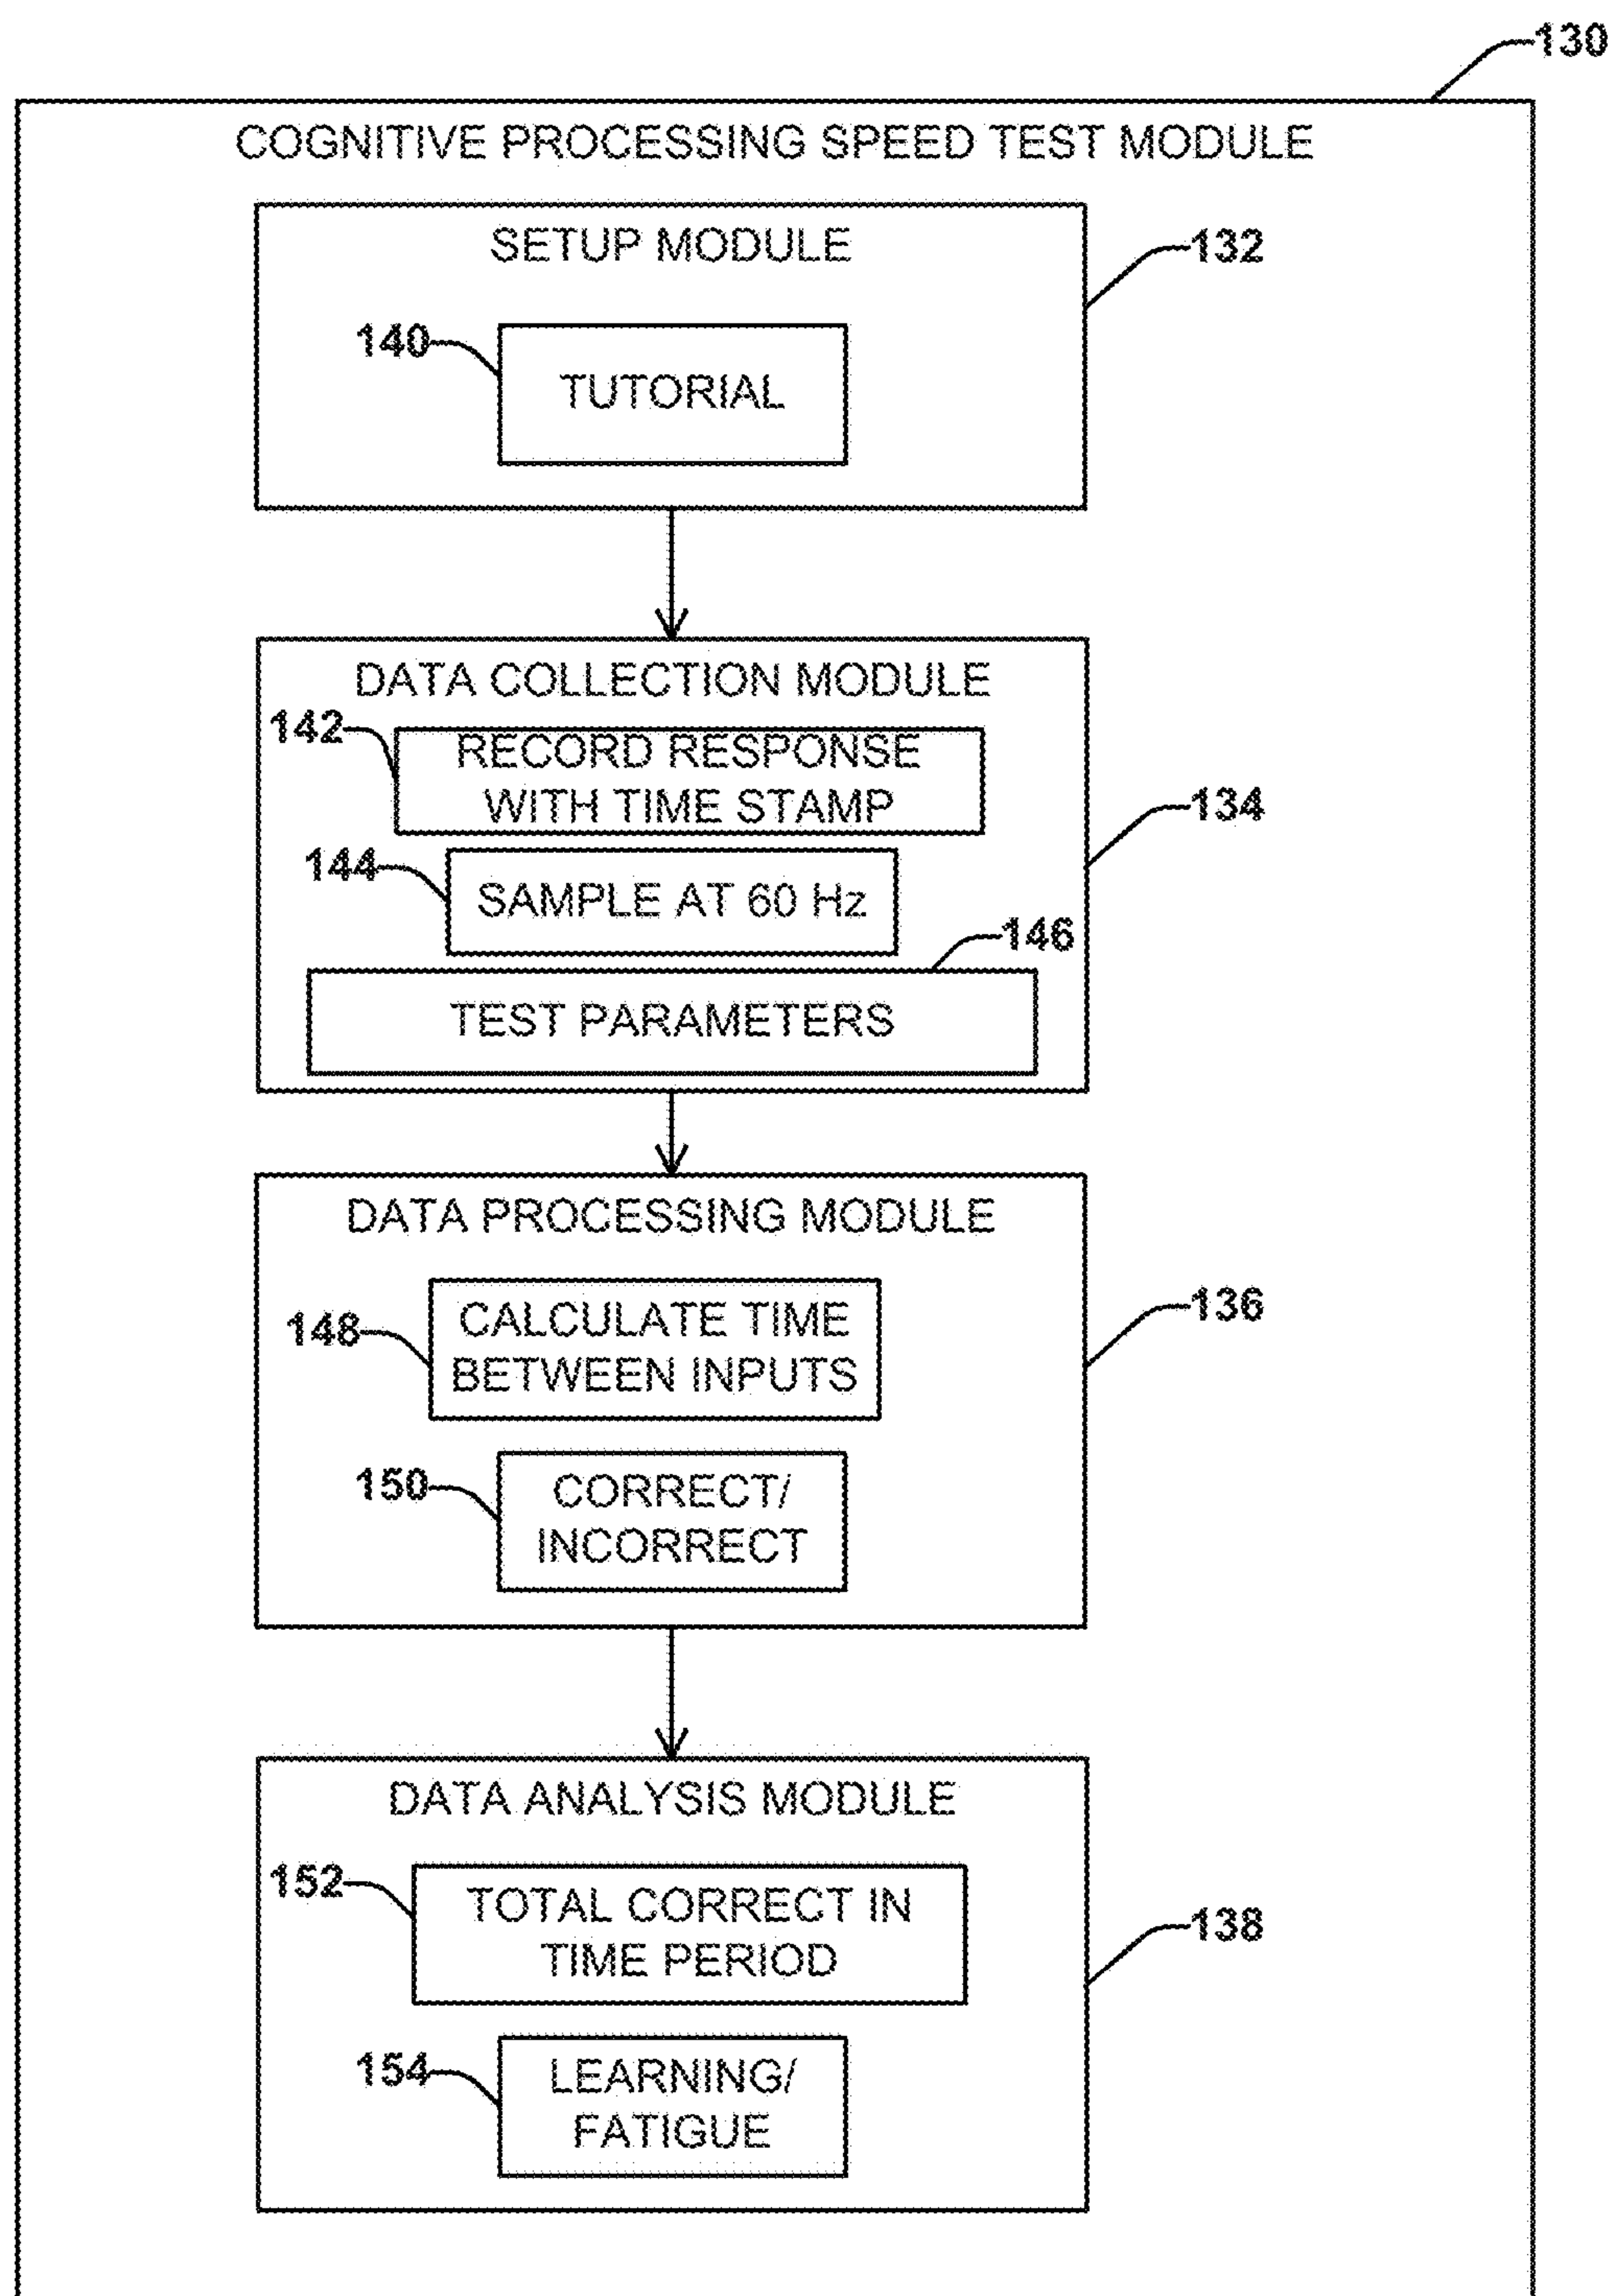 130
COGNITIVE PROCESSING SPEED TEST MODULE
SETUP MODULE
132
140
TUTORIAL
DATA COLLECTION MODULE
142
RECORD RESPONSE
WITH TIME STAMP
134
144
SAMPLE AT 60 Hz
146
TEST PARAMETERS
DATA PROCESSING MODULE
148
CALCULATE TIME
BETWEEN INPUTS
136
150
CORRECT/
INCORRECT
DATA ANALYSIS MODULE
152
TOTAL CORRECT IN
TIME PERIOD
138
154
LEARNING/
FATIGUE